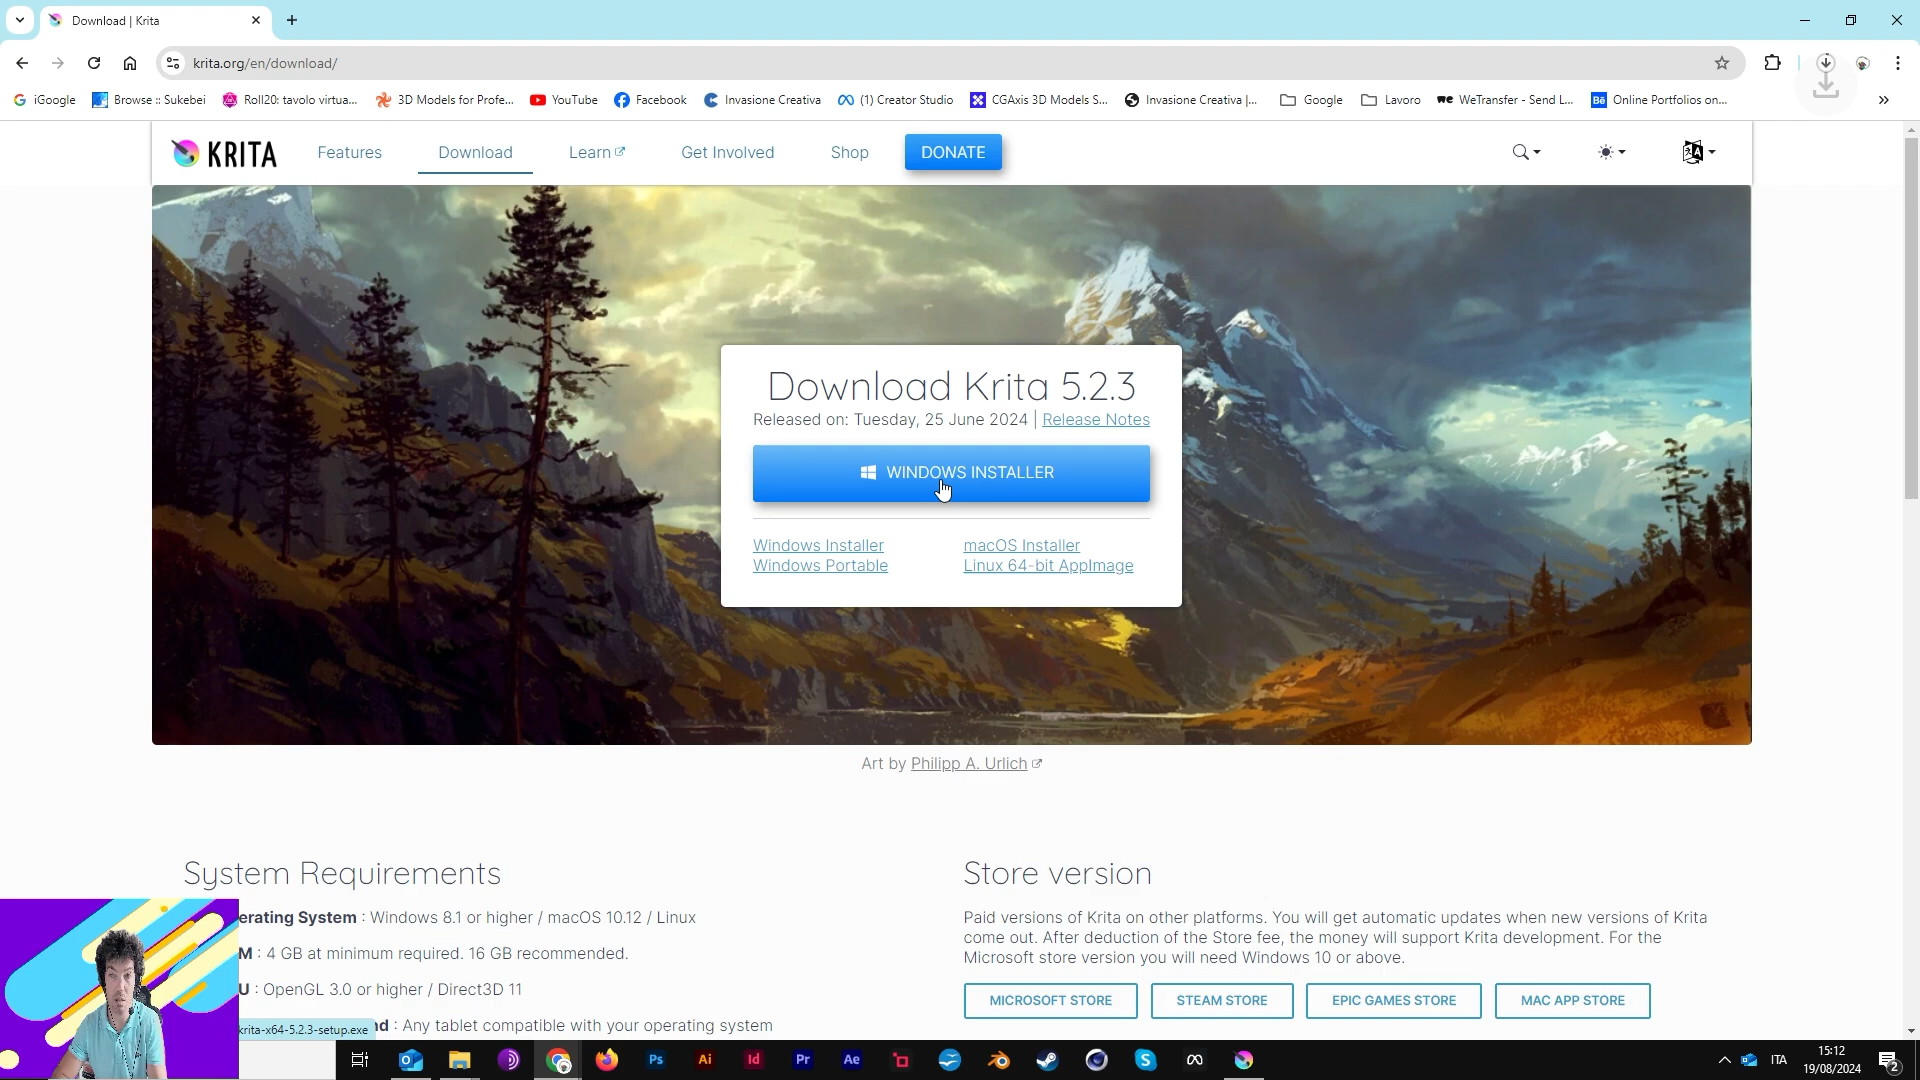 Download | Krita
krita.org/en/download/
iGoogle
Browse :: Sukebei
Roll20: tavolo virtua...
3D Models for Profe...
YouTube
Facebook
Invasione Creativa
(1) Creator Studio
CGAxis 3D Models S...
Invasione Creativa |...
Google
Lavoro
WeTransfer - Send L...
Bē
Online Portfolios on...
KRITA
Features
Download
Learn
Get Involved
Shop
DONATE
Download Krita 5.2.3
Released on: Tuesday, 25 June 2024 | Release Notes
WINDOWS INSTALLER
Windows Installer
macOS Installer
Windows Portable
Linux 64-bit AppImage
Art by Philipp A. Urlich
System Requirements
erating System : Windows 8.1 or higher / macOS 10.12 / Linux
M : 4 GB at minimum required. 16 GB recommended.
U : OpenGL 3.0 or higher / Direct3D 11
nd : Any tablet compatible with your operating system
krita-x64-5.2.3-setup.exe
Store version
Paid versions of Krita on other platforms. You will get automatic updates when new versions of Krita
come out. After deduction of the Store fee, the money will support Krita development. For the
Microsoft store version you will need Windows 10 or above.
MICROSOFT STORE
STEAM STORE
EPIC GAMES STORE
MAC APP STORE
Ps
Ai
Id
Pr
Ae
ITA
15:12
19/08/2024
2